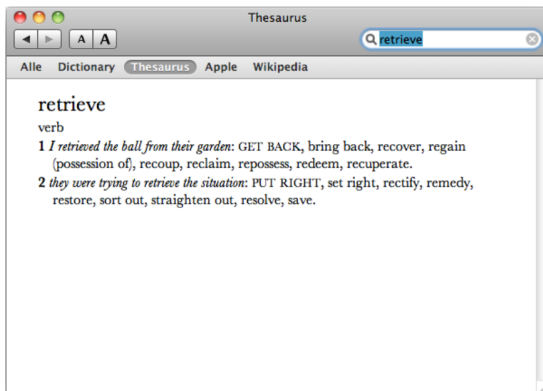 Thesaurus
A A
retrieve
Alle Dictionary Thesaurus Apple Wikipedia
retrieve
verb
1 I retrieved the ball from their garden: GET BACK, bring back, recover, regain
(possession of), recoup, reclaim, repossess, redeem, recuperate.
2 they were trying to retrieve the situation: PUT RIGHT, set right, rectify, remedy,
restore, sort out, straighten out, resolve, save.